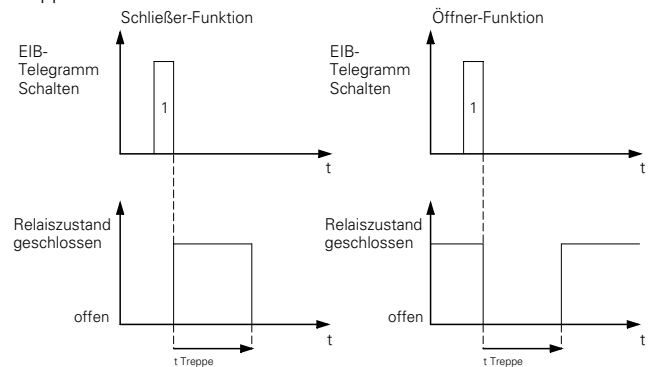 Schließer-Funktion
EIB-
Telegramm
Schalten
1
t
Relaiszustand
geschlossen
offen
t
t Treppe
Öffner-Funktion
EIB-
Telegramm
Schalten
1
t
Relaiszustand
geschlossen
offen
t
t Treppe